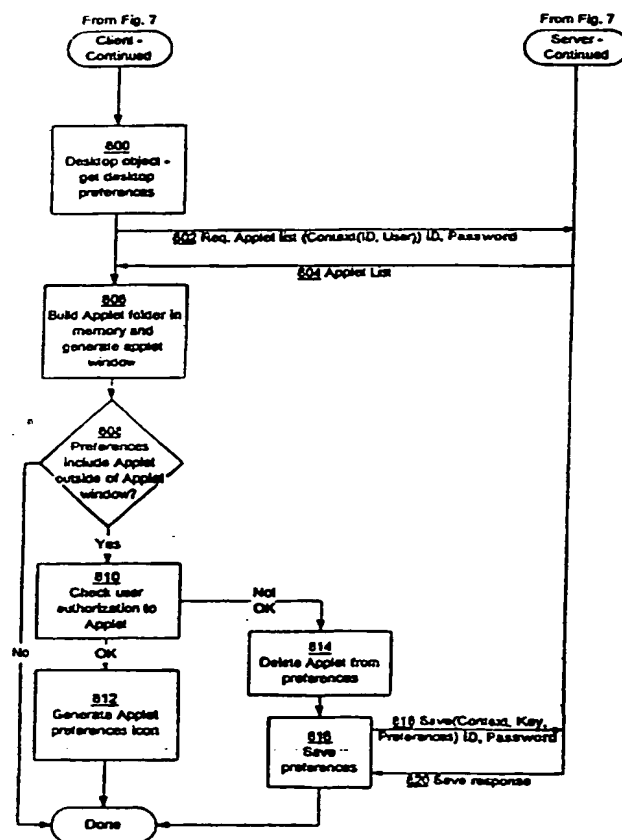 From Fig. 7
Client -
Continued
From Fig. 7
Server -
Continued
800
Desktop object -
get desktop
preferences
802 Req. Applet list (Context(ID, User)) ID, Password
804 Applet List
806
Build Applet folder in
memory and
generate applet
window
808
Preferences
include Applet
outside of Applet
window?
Yes
No
810
Check user
authorization to
Applet
Not
OK
OK
814
Delete Applet from
preferences
812
Generate Applet
preferences icon
816
Save
preferences
818 Save(Context, Key,
Preferences) ID, Password
820 Save response
Done